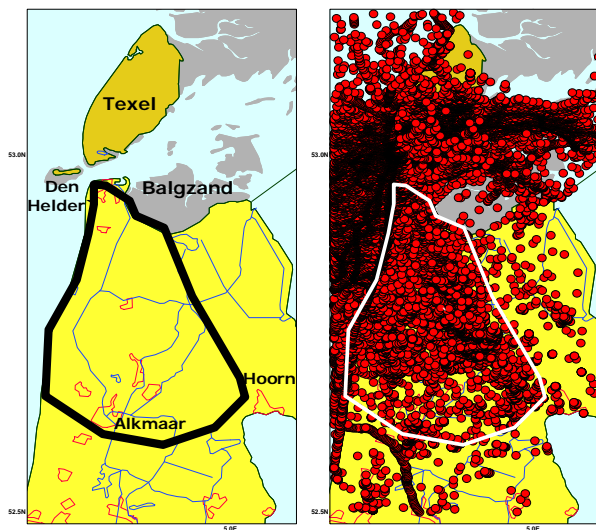 Texel
53.0N
53.0N
Den
Helder
Balgzand
Hoorn
Alkmaar
52.5N
52.5N
5.0E
5.0E